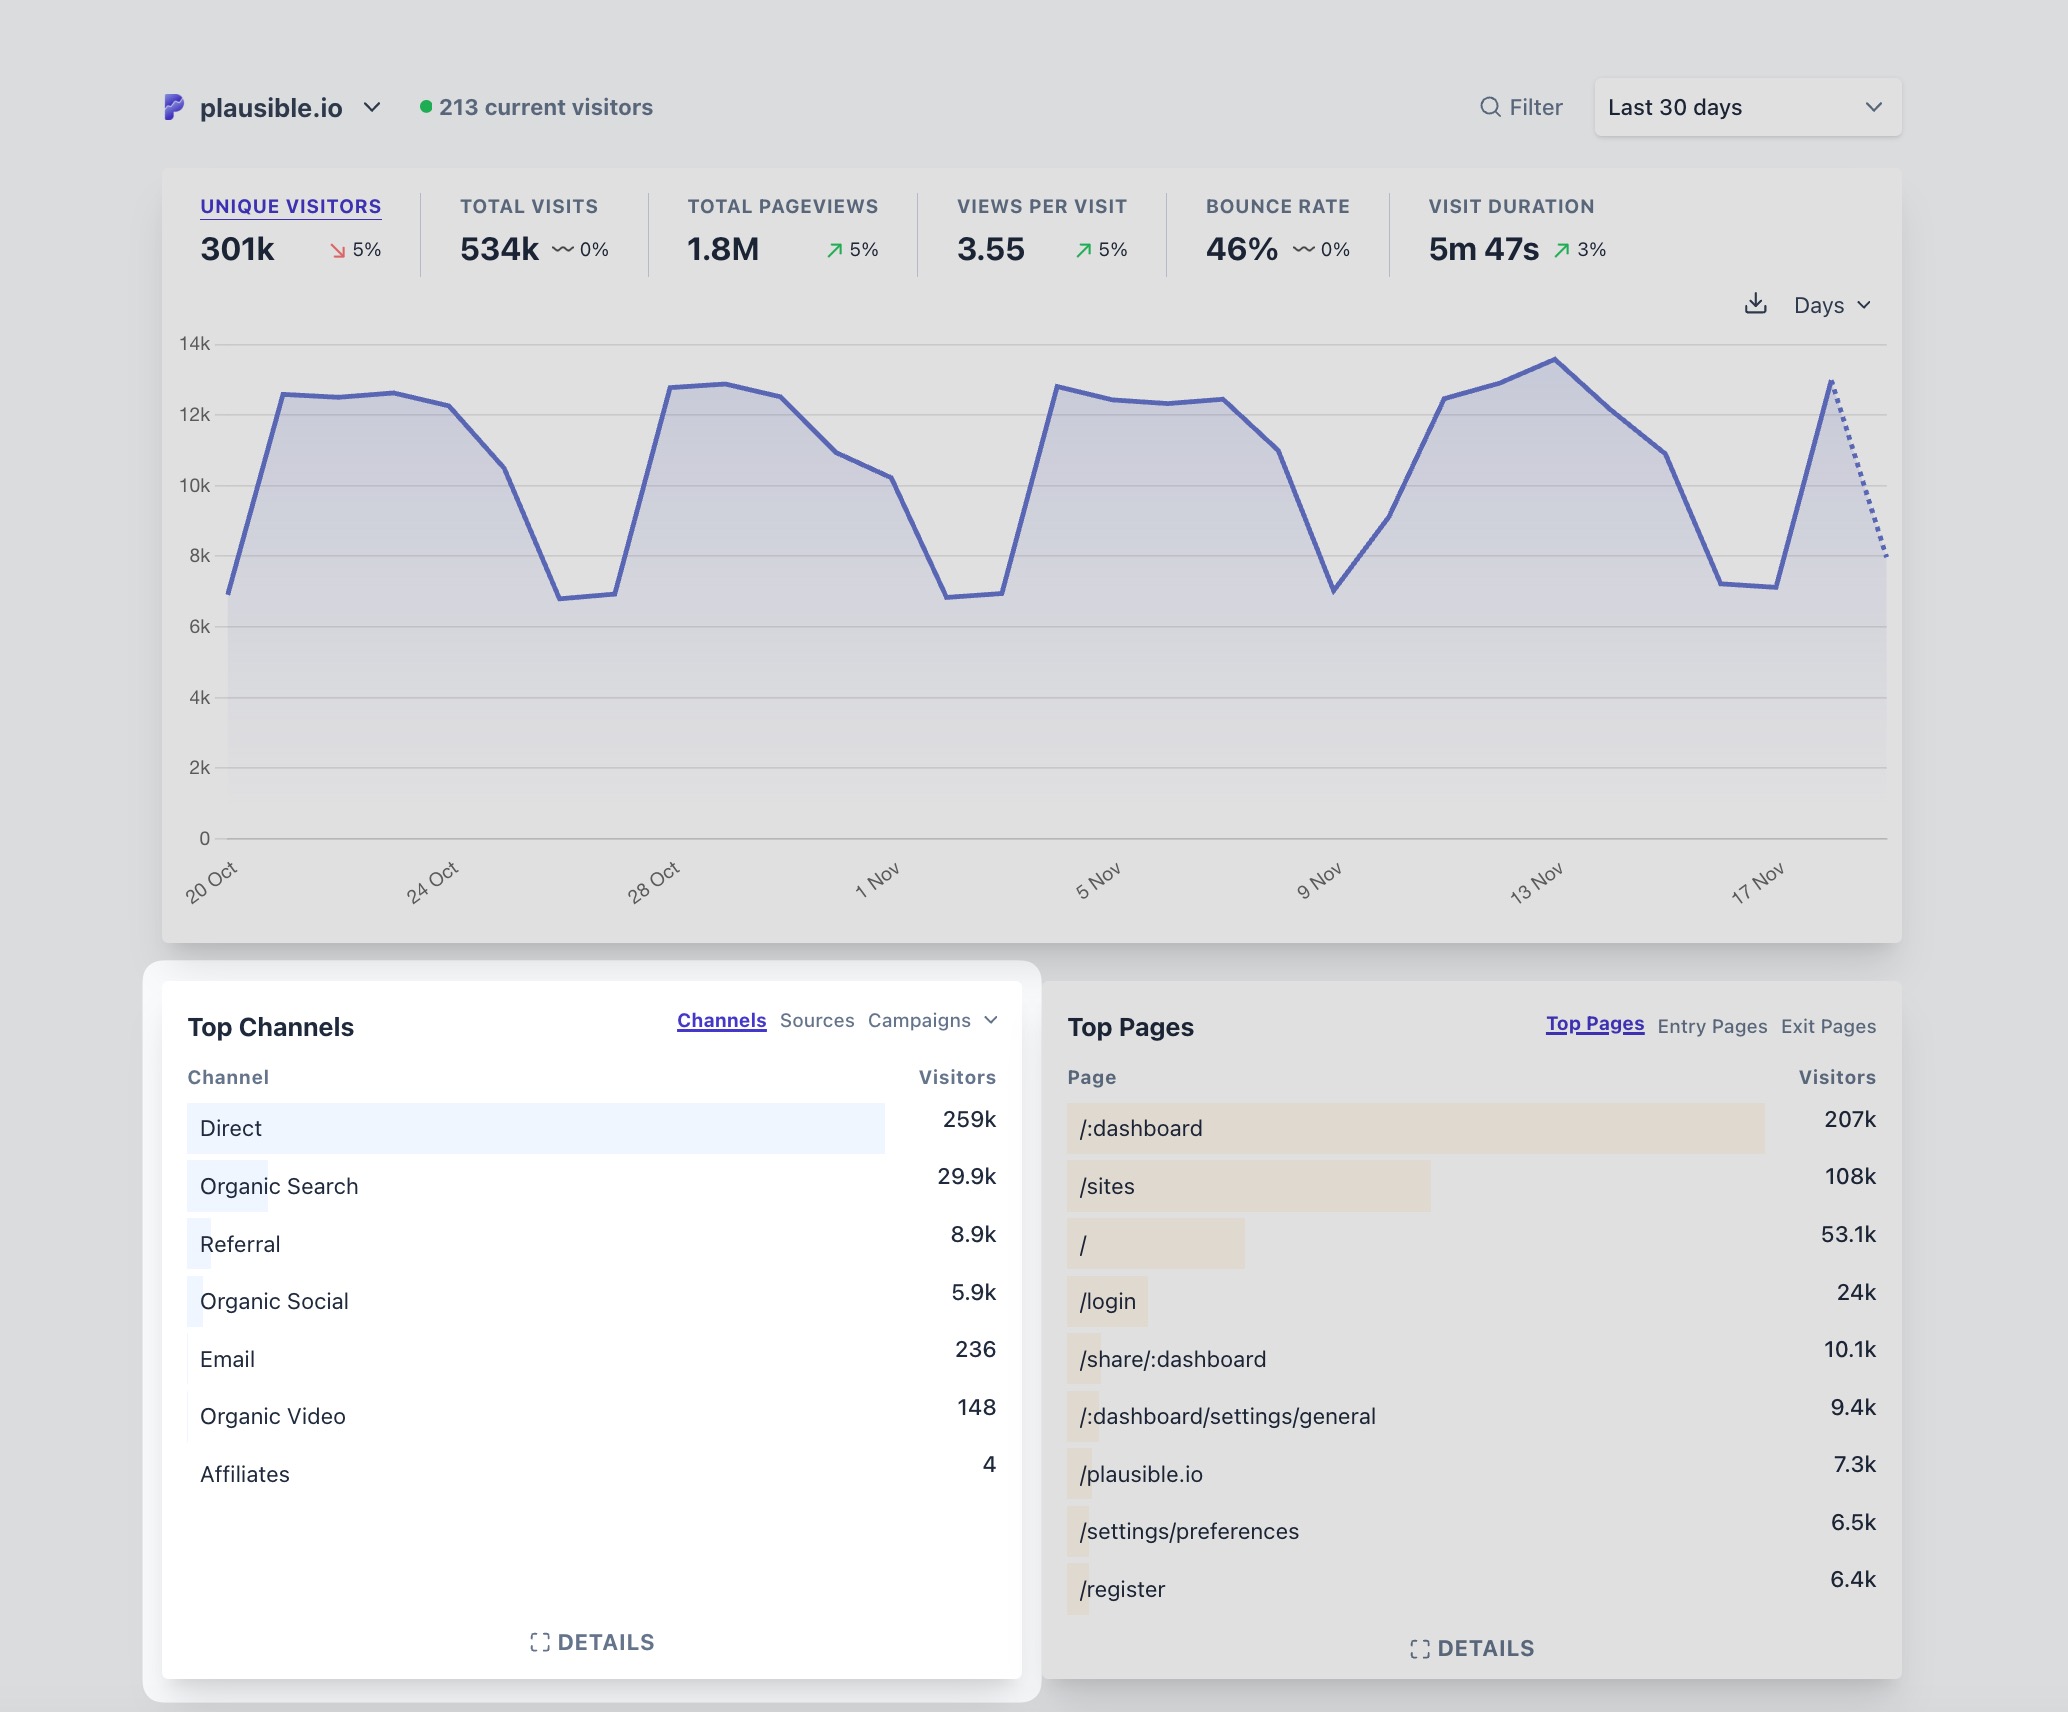 plausible.io
213 current visitors
Filter
Last 30 days
UNIQUE VISITORS
301k 5%
TOTAL VISITS
534k 0%
TOTAL PAGEVIEWS
1.8M 5%
VIEWS PER VISIT
3.55 5%
BOUNCE RATE
46% 0%
VISIT DURATION
5m 47s 3%
Days
14k
12k
10k
8k
6k
4k
2k
0
20 Oct
24 Oct
28 Oct
1 Nov
5 Nov
9 Nov
13 Nov
17 Nov
Top Channels
Channels Sources Campaigns
Channel Visitors
Direct 259k
Organic Search 29.9k
Referral 8.9k
Organic Social 5.9k
Email 236
Organic Video 148
Affiliates 4
DETAILS
Top Pages
Top Pages Entry Pages Exit Pages
Page Visitors
/:dashboard 207k
/sites 108k
/ 53.1k
/login 24k
/share/:dashboard 10.1k
/:dashboard/settings/general 9.4k
/plausible.io 7.3k
/settings/preferences 6.5k
/register 6.4k
DETAILS